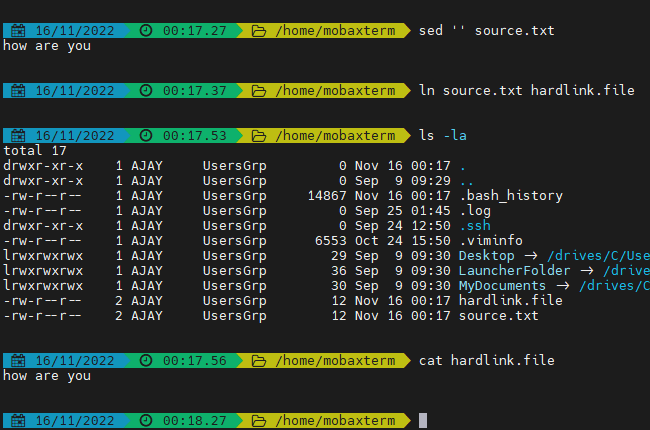 16/11/2022 00:17.27 /home/mobaxterm sed '' source.txt
how are you
16/11/2022 00:17.37 /home/mobaxterm ln source.txt hardlink.file
16/11/2022 00:17.53 /home/mobaxterm ls -la
total 17
drwxr-xr-x 1 AJAY UsersGrp 0 Nov 16 00:17 .
drwxr-xr-x 1 AJAY UsersGrp 0 Sep 9 09:29 ..
-rw-r--r-- 1 AJAY UsersGrp 14867 Nov 16 00:17 .bash_history
-rw-r--r-- 1 AJAY UsersGrp 0 Sep 25 01:45 .log
drwxr-xr-x 1 AJAY UsersGrp 0 Sep 24 12:50 .ssh
-rw-r--r-- 1 AJAY UsersGrp 6553 Oct 24 15:50 .viminfo
lrwxrwxrwx 1 AJAY UsersGrp 29 Sep 9 09:30 Desktop → /drives/C/Use
lrwxrwxrwx 1 AJAY UsersGrp 36 Sep 9 09:30 LauncherFolder → /drive
lrwxrwxrwx 1 AJAY UsersGrp 30 Sep 9 09:30 MyDocuments → /drives/C
-rw-r--r-- 2 AJAY UsersGrp 12 Nov 16 00:17 hardlink.file
-rw-r--r-- 2 AJAY UsersGrp 12 Nov 16 00:17 source.txt
16/11/2022 00:17.56 /home/mobaxterm cat hardlink.file
how are you
16/11/2022 00:18.27 /home/mobaxterm